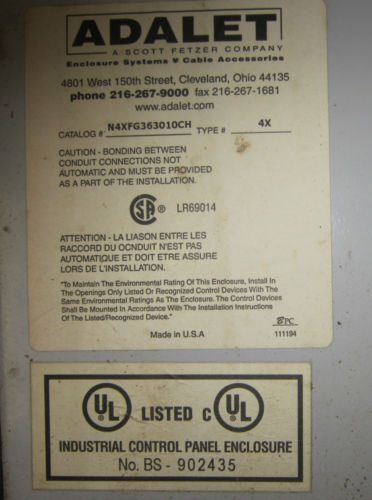 ADALET
A SCOTT FETZER COMPANY
Enclosure Systems ∨ Cable Accessories
4801 West 150th Street, Cleveland, Ohio 44135
phone 216-267-9000 fax 216-267-1681
www.adalet.com
CATALOG # N4XFG363010CH TYPE # 4X
CAUTION - BONDING BETWEEN
CONDUIT CONNECTIONS NOT
AUTOMATIC AND MUST BE PROVIDED
AS A PART OF THE INSTALLATION.
SA ® LR69014
ATTENTION - LA LIAISON ENTRE LES
RACCORD DU OCNDUIT N'EST PAS
AUTOMATIQUE ET DOIT ETRE ASSURE
LORS DE L'INSTALLATION.
"To Maintain The Environmental Rating Of This Enclosure, Install In
The Openings Only Listed Or Recognized Control Devices With The
Same Environmental Ratings As The Enclosure. The Control Devices
Shall Be Mounted In Accordance With The Installation Instructions
Of The Listed/Recognized Device."
8PC
Made in U.S.A 111194
UL LISTED C UL
INDUSTRIAL CONTROL PANEL ENCLOSURE
No. BS - 902435